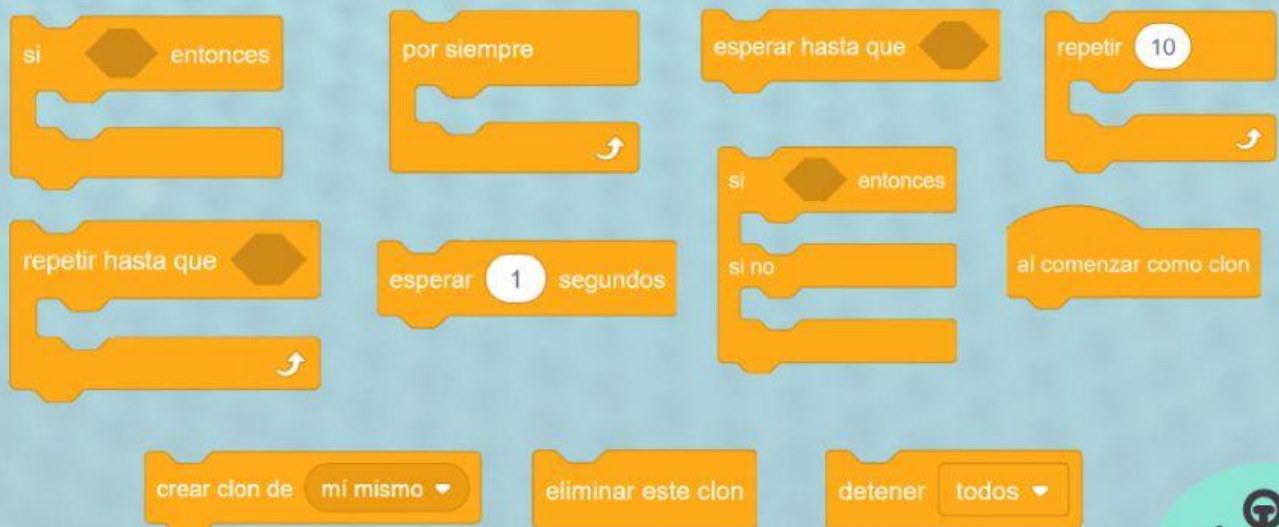 si entonces
por siempre
esperar hasta que
repetir 10
si entonces
si no
al comenzar como clon
repetir hasta que
esperar 1 segundos
crear clon de mí mismo
eliminar este clon
detener todos